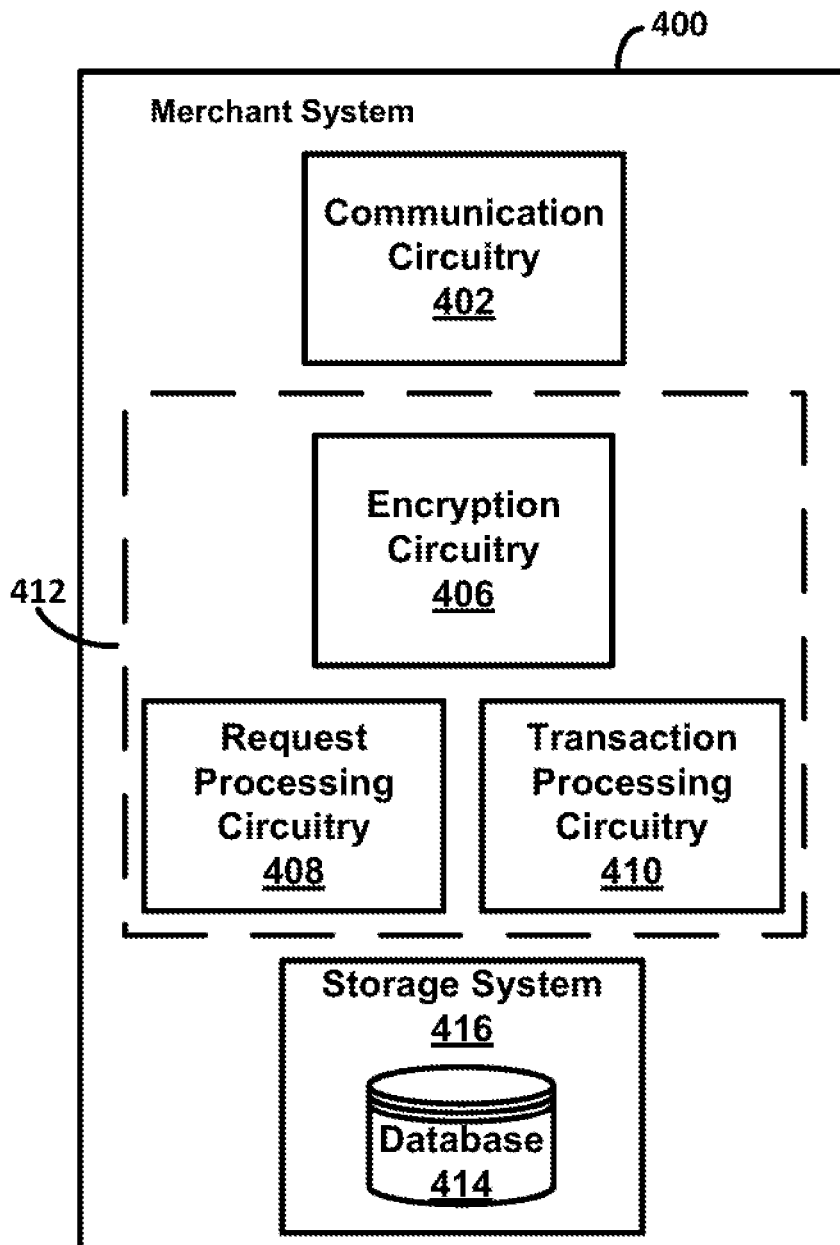 400
Merchant System
Communication
Circuitry
402
Encryption
Circuitry
406
412
Request
Processing
Circuitry
408
Transaction
Processing
Circuitry
410
Storage System
416
Database
414